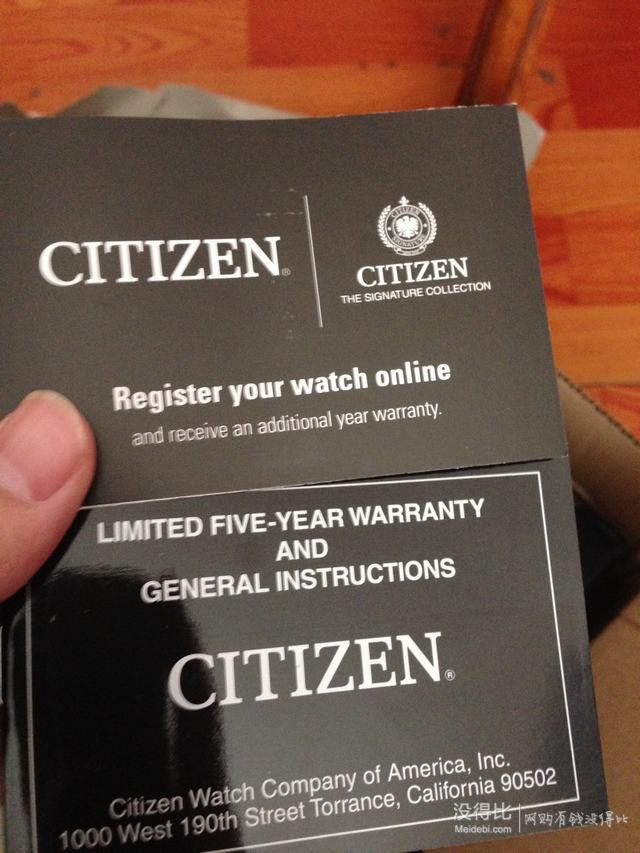 CITIZEN®
CITIZEN
SIGNATURE
CITIZEN
THE SIGNATURE COLLECTION
Register your watch online
and receive an additional year warranty.
LIMITED FIVE-YEAR WARRANTY
AND
GENERAL INSTRUCTIONS
CITIZEN®
Citizen Watch Company of America, Inc.
1000 West 190th Street Torrance, California 90502
没得比
Meidebi.com
网购有钱没得比